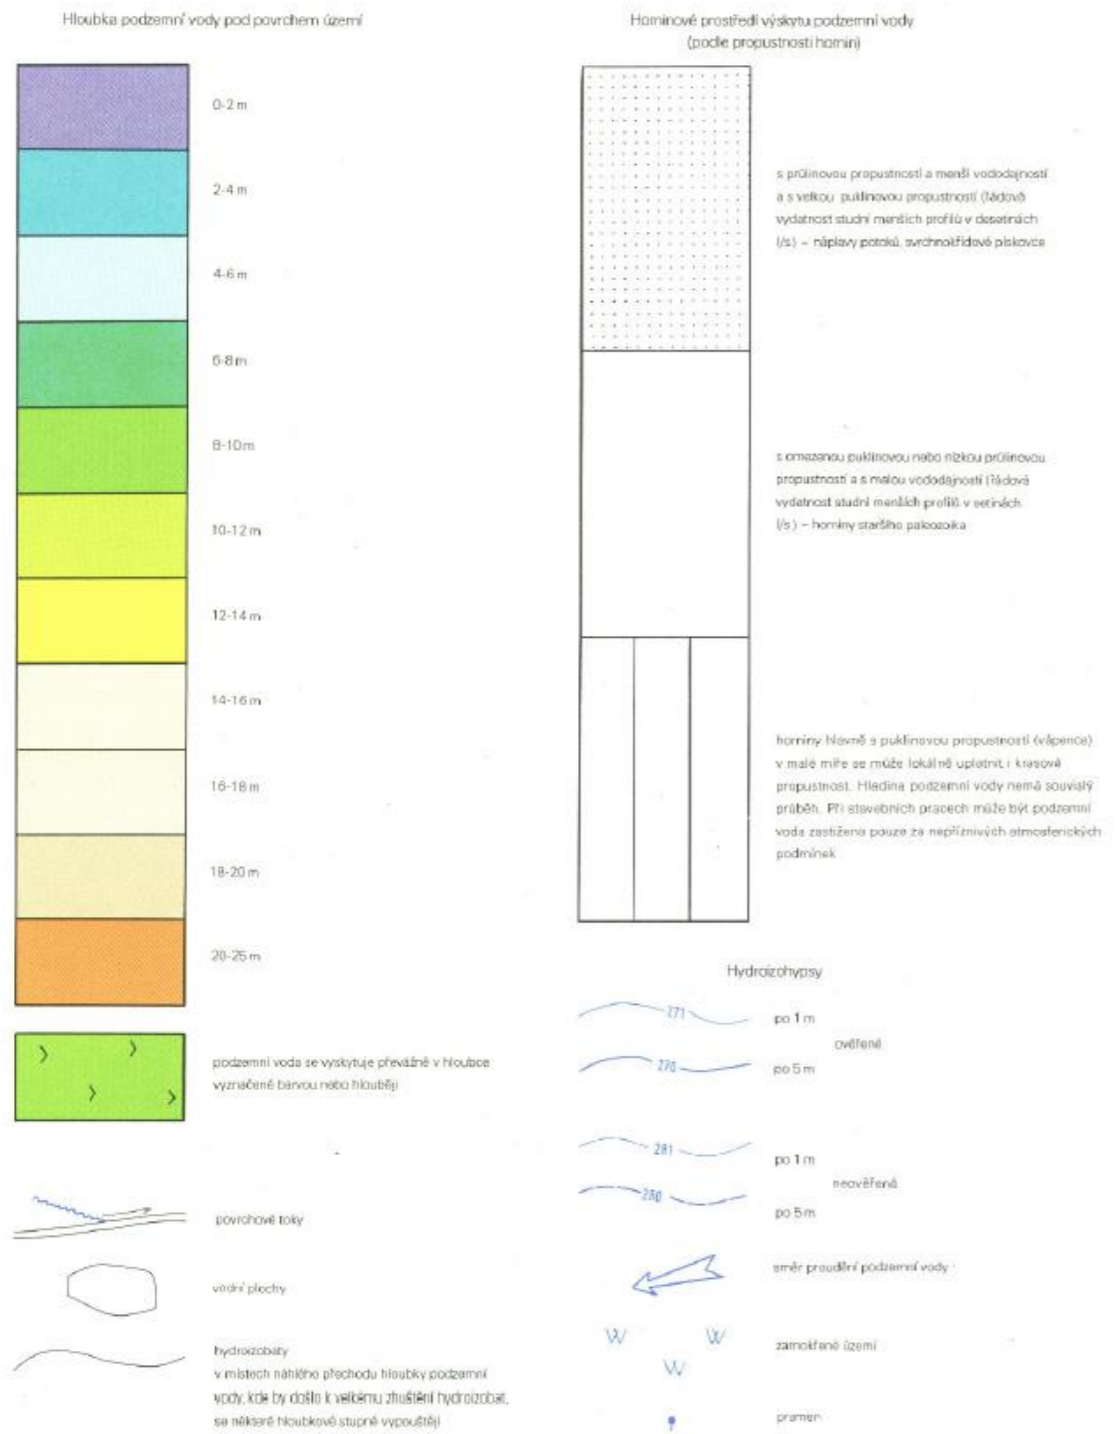 Hloubka podzemní vody pod povrchem území
0-2 m
2-4 m
4-6 m
6-8 m
8-10 m
10-12 m
12-14 m
14-16 m
16-18 m
18-20 m
20-25 m
podzemní voda se vyskytuje převážně v hloubce
vyznačené barvou nebo hlouběji
povrchové toky
vodní plochy
hydroizobaty
v místech náhlého přechodu hloubky podzemní
vody, kde by došlo k velkému zhuštění hydroizobat,
se některé hloubkové stupně vypouštějí
Horninové prostředí výskytu podzemní vody
(podle propustnosti hornin)
s průlinovou propustností a menší vododajností
a s velkou puklinovou propustností (řádová
vydatnost studní menších profilů v desetinách
l/s) – náplavy potoků, svrchnokřídové pískovce
s omezenou puklinovou nebo nízkou průlinovou
propustností a s malou vododajností (řádová
vydatnost studní menších profilů v setinách
l/s) – horniny staršího paleozoika
horniny hlavně s puklinovou propustností (vápence)
v malé míře se může lokálně uplatnit i krasová
propustnost. Hladina podzemní vody nemá souvislý
průběh. Při stavebních pracech může být podzemní
voda zastižena pouze za nepříznivých atmosferických
podmínek
Hydroizohypsy
271
po 1 m
ověřené
270
po 5 m
281
po 1 m
neověřená
280
po 5 m
směr proudění podzemní vody
zamokřené území
pramen